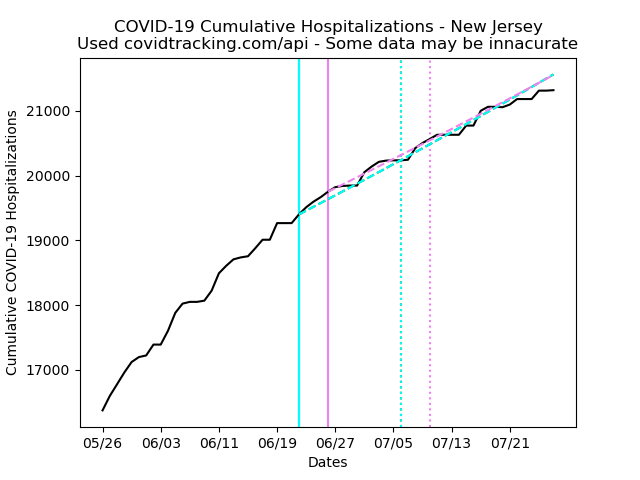 COVID-19 Cumulative Hospitalizations - New Jersey
Used covidtracking.com/api - Some data may be innacurate
Cumulative COVID-19 Hospitalizations
21000
20000
19000
18000
17000
05/26 06/03 06/11 06/19 06/27 07/05 07/13 07/21
Dates